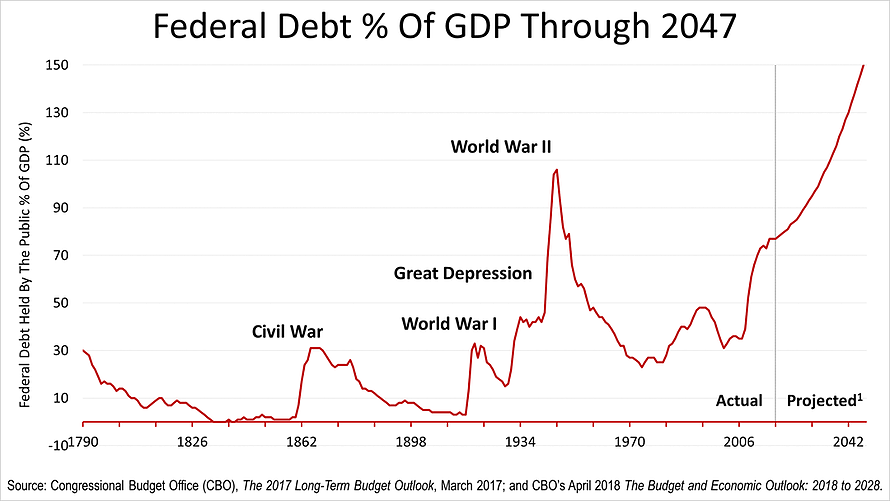 Federal Debt % Of GDP Through 2047
Federal Debt Held By The Public % Of GDP (%)
150
130
110
90
70
50
30
10
-10
World War II
Great Depression
World War I
Civil War
Actual
Projected¹
1790 1826 1862 1898 1934 1970 2006 2042
Source: Congressional Budget Office (CBO), The 2017 Long-Term Budget Outlook, March 2017; and CBO's April 2018 The Budget and Economic Outlook: 2018 to 2028.